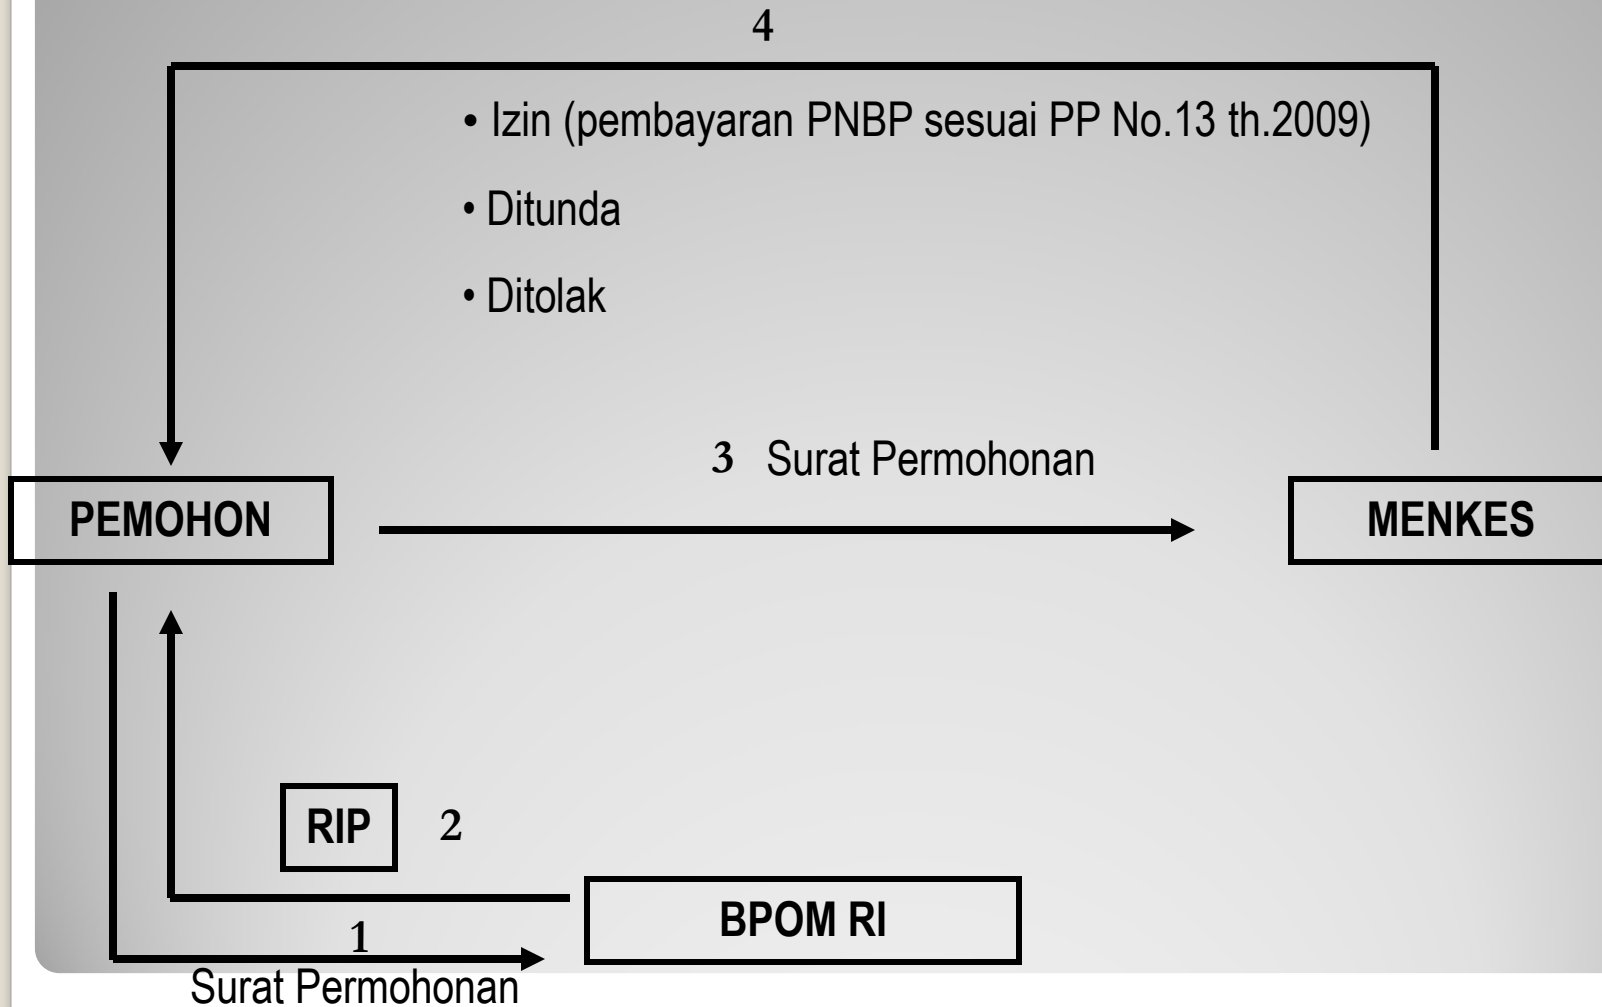 4
• Izin (pembayaran PNBP sesuai PP No.13 th.2009)
• Ditunda
• Ditolak
3 Surat Permohonan
PEMOHON
MENKES
RIP 2
BPOM RI
1
Surat Permohonan